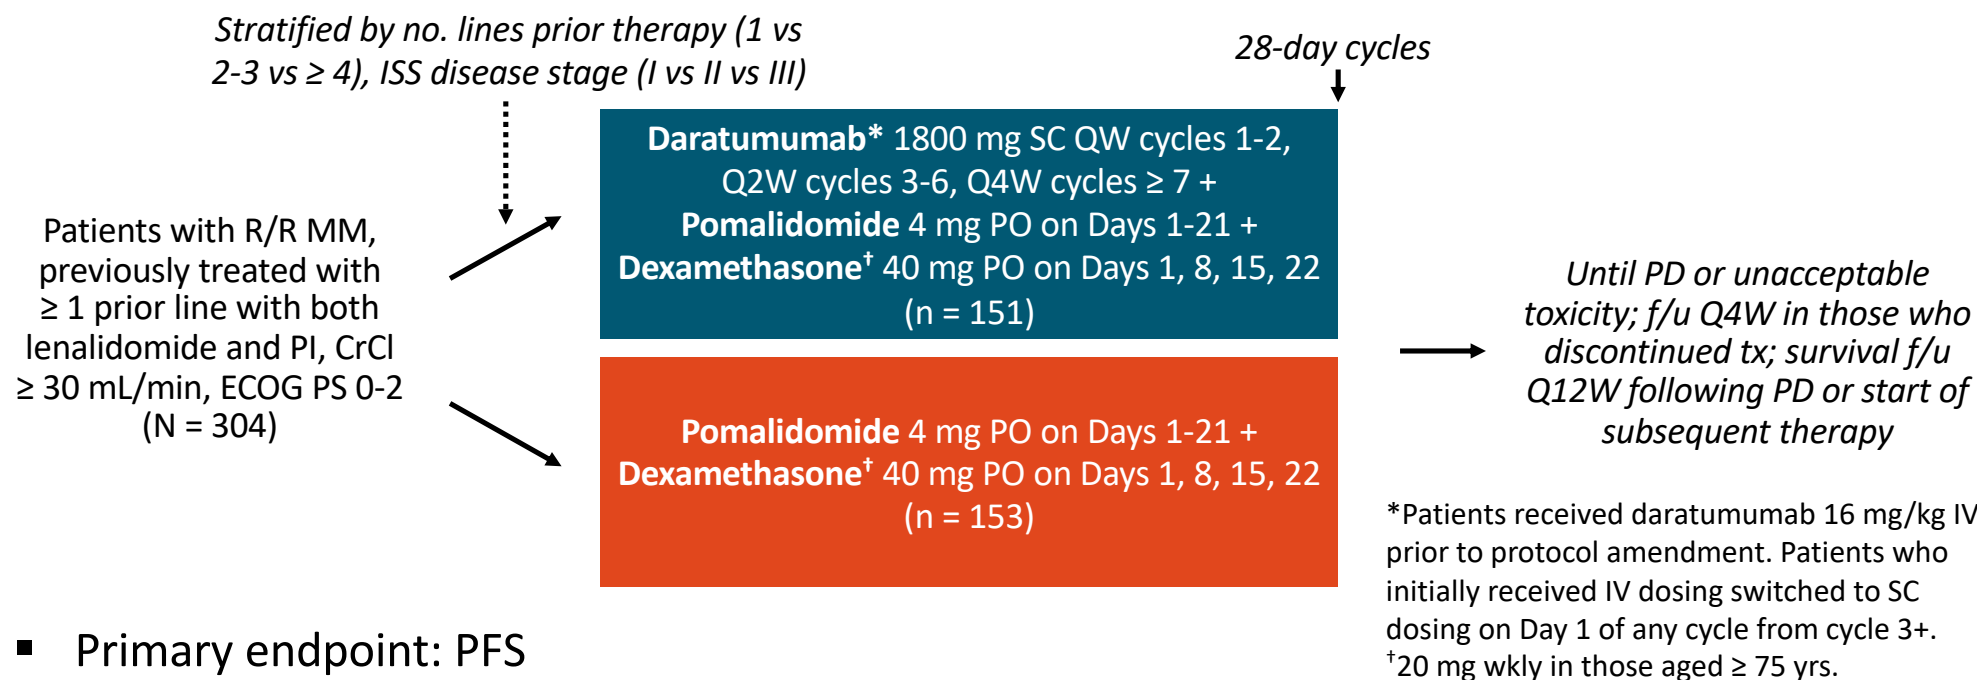 Stratified by no. lines prior therapy (1 vs
2-3 vs ≥ 4), ISS disease stage (I vs II vs III)
28-day cycles
Patients with R/R MM,
previously treated with
≥ 1 prior line with both
lenalidomide and PI, CrCl
≥ 30 mL/min, ECOG PS 0-2
(N = 304)
Daratumumab* 1800 mg SC QW cycles 1-2,
Q2W cycles 3-6, Q4W cycles ≥ 7 +
Pomalidomide 4 mg PO on Days 1-21 +
Dexamethasone† 40 mg PO on Days 1, 8, 15, 22
(n = 151)
Pomalidomide 4 mg PO on Days 1-21 +
Dexamethasone† 40 mg PO on Days 1, 8, 15, 22
(n = 153)
Until PD or unacceptable
toxicity; f/u Q4W in those who
discontinued tx; survival f/u
Q12W following PD or start of
subsequent therapy
*Patients received daratumumab 16 mg/kg IV
prior to protocol amendment. Patients who
initially received IV dosing switched to SC
dosing on Day 1 of any cycle from cycle 3+.
†20 mg wkly in those aged ≥ 75 yrs.
▪ Primary endpoint: PFS